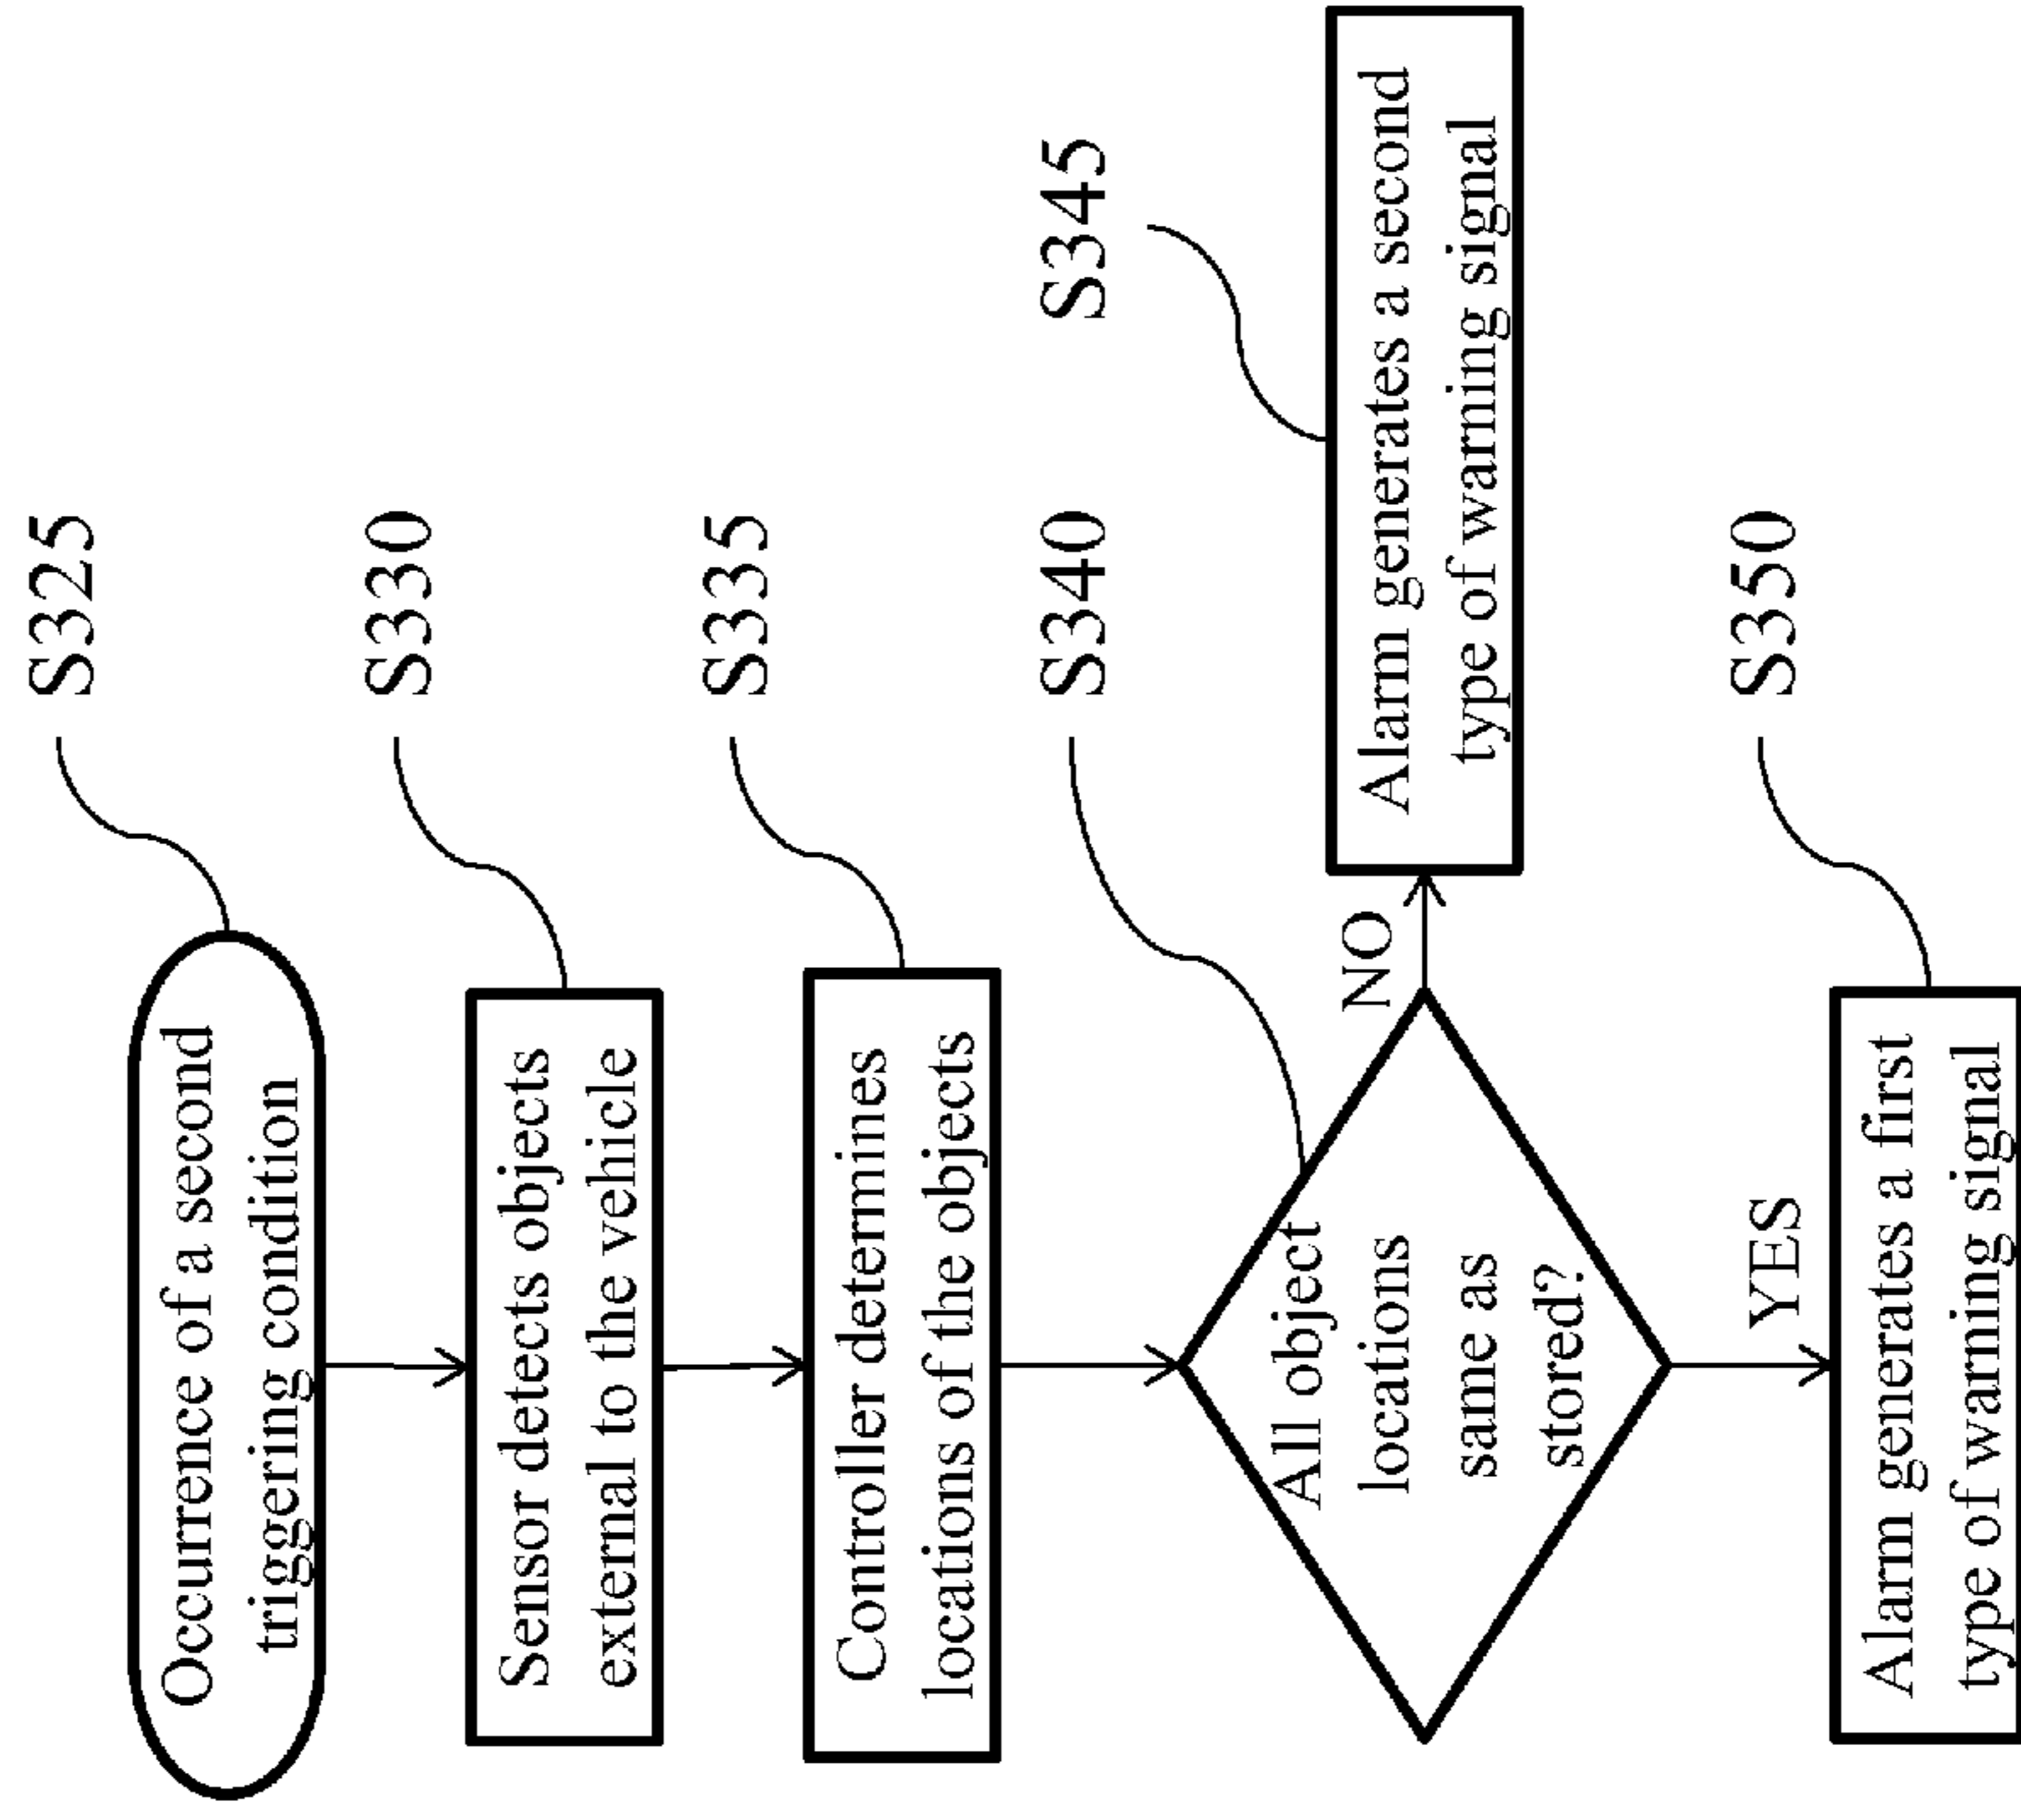 S325
Occurrence of a second
triggering condition
S330
Sensor detects objects
external to the vehicle
S335
Controller determines
locations of the objects
S340
All object
locations
same as
stored?
NO
S345
Alarm generates a second
type of warning signal
YES
S350
Alarm generates a first
type of warning signal